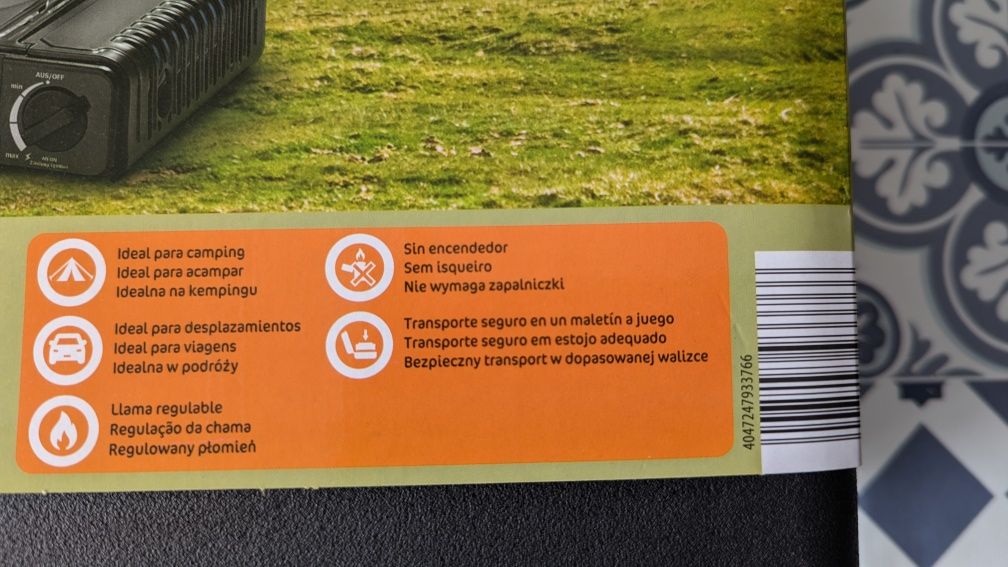 AUS/OFF
min
max
AN/ON
Ideal para camping
Ideal para acampar
Idealna na kempingu
Ideal para desplazamientos
Ideal para viagens
Idealna w podróży
Llama regulable
Regulação da chama
Regulowany płomień
Sin encendedor
Sem isqueiro
Nie wymaga zapalniczki
Transporte seguro en un maletín a juego
Transporte seguro em estojo adequado
Bezpieczny transport w dopasowanej walizce
4047247933766